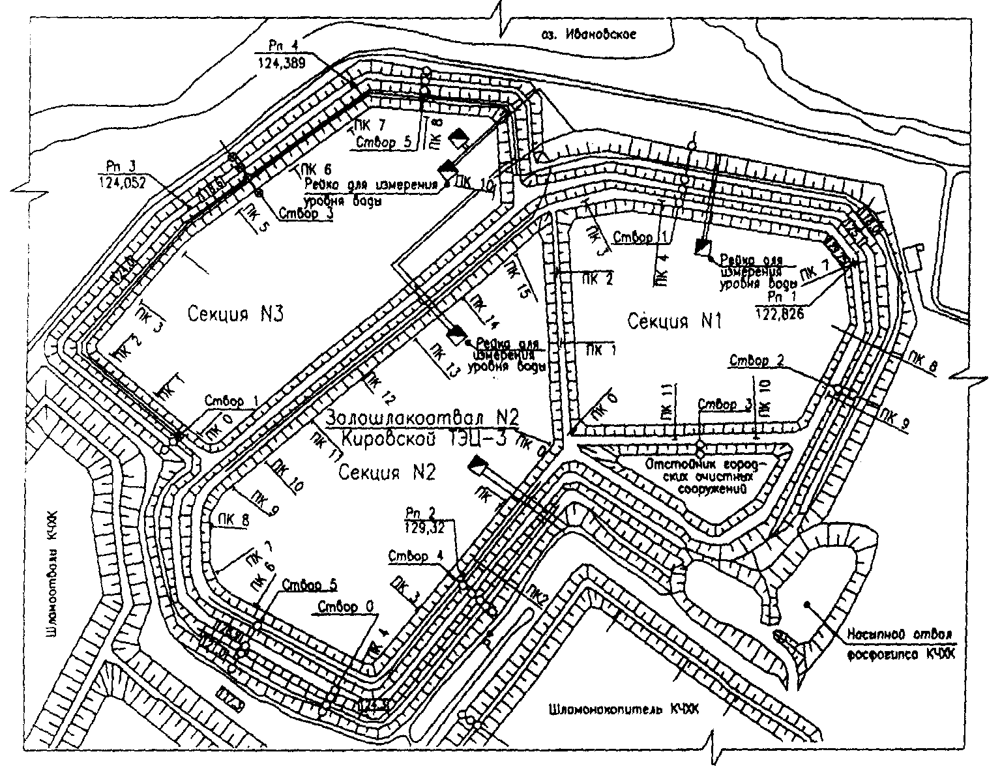 оз. Ивановское
Рп 4
124,389
ПК 7
Створ 5
ПК 8
Рп 3
124,052
ПК 6
Рейка для измерения
уровня воды
ПК 10
Створ 3
ПК 5
ПК 3
Створ 1
ПК 4
Рейка для
измерения
уровня воды
ПК 7
Рп 1
122,826
ПК 2
ПК 15
124,0
Секция N3
ПК 3
ПК 2
ПК 14
Секция N1
Рейка для
измерения
уровня воды
ПК 13
ПК 1
Створ 2
ПК 8
ПК 1
Створ 1
ПК 0
ПК 12
Золошлакоотвал N2
Кировской ТЭЦ-3
ПК 0
ПК 0
ПК 11
Створ 3
ПК 10
ПК 9
ПК 11
Секция N2
ПК 10
Отстойник город-
ских очистных
сооружений
ПК 9
ПК 1
ПК 8
Рп 2
129,32
Створ 4
ПК 7
ПК 6
Створ 5
Створ 0
ПК 3
ПК2
ПК 4
Шламоотвалы КЧХК
Насыпной отвал
фосфогипса КЧХК
Шламонакопитель КЧХК